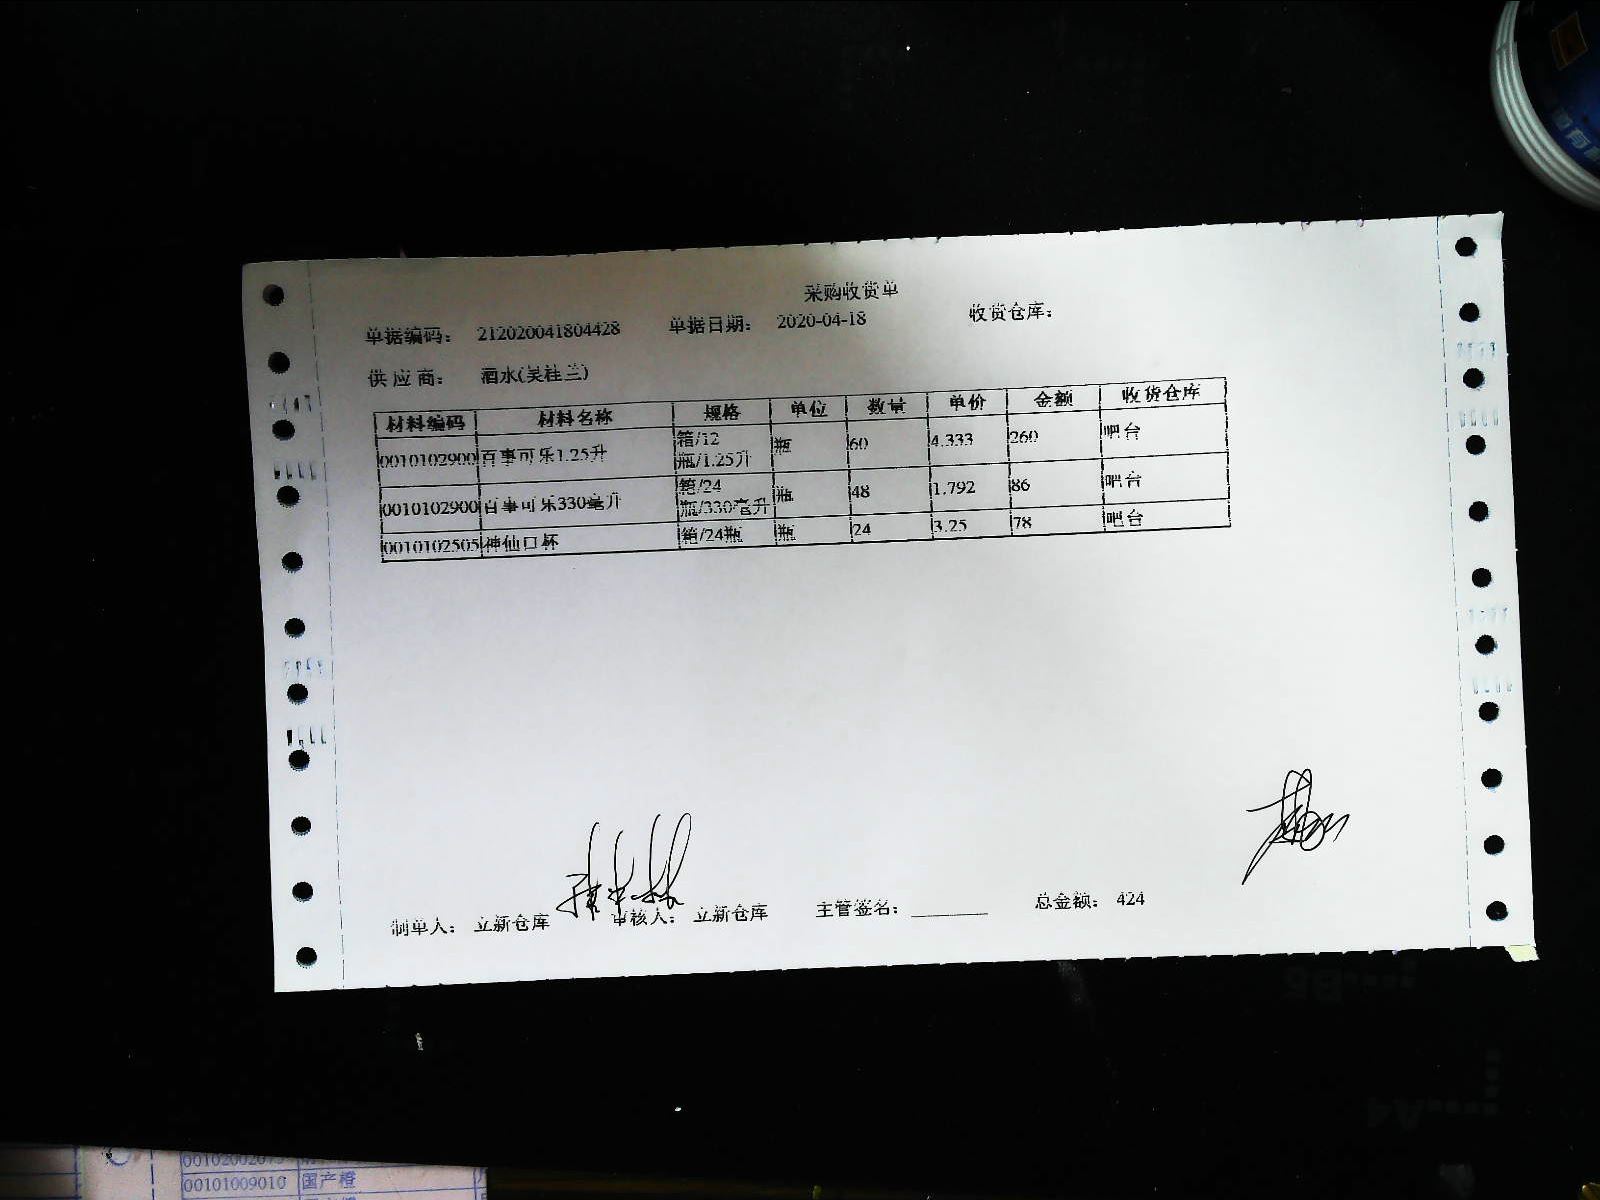 采购收货单
单据编码： 212020041804428 单据日期： 2020-04-18 收货仓库：
供 应 商： 酒水(吴桂兰)
材料编码 材料名称 规格 单位 数量 单价 金额 收货仓库
0010102900 百事可乐1.25升 箱/12瓶/1.25升 瓶 60 4.333 260 吧台
0010102900 百事可乐330毫升 箱/24瓶/330毫升 瓶 48 1.792 86 吧台
0010102505 神仙口杯 箱/24瓶 瓶 24 3.25 78 吧台
制单人： 立新仓库 审核人： 立新仓库 主管签名： 总金额： 424
00101009010 国产橙